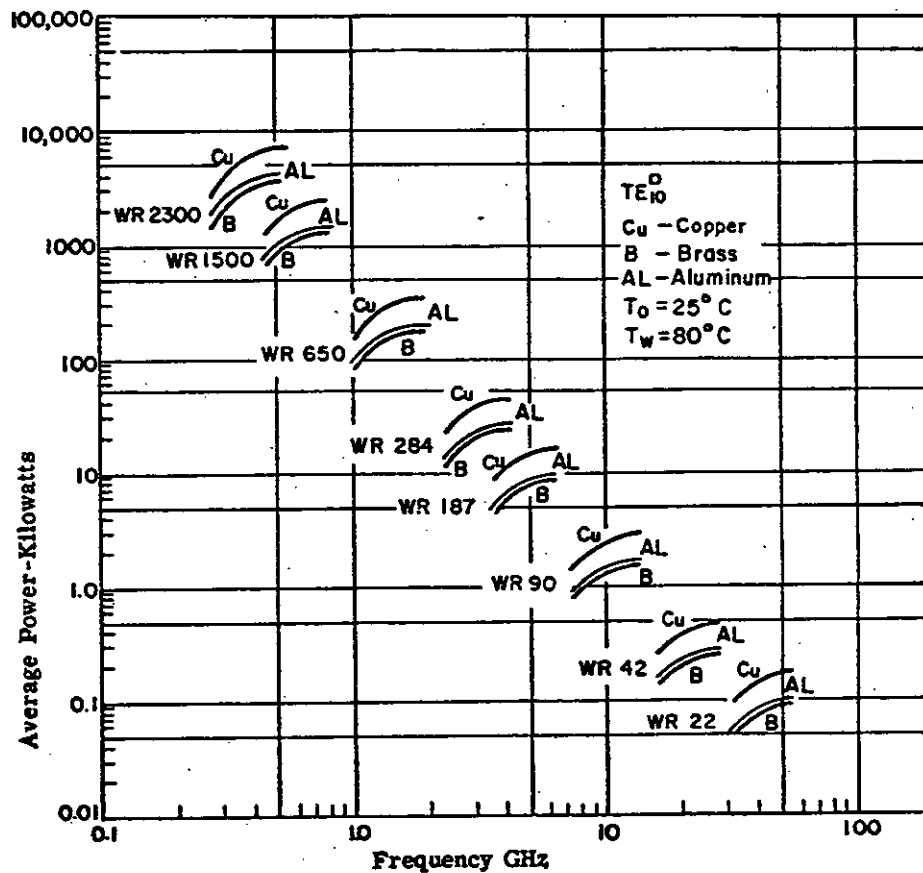 100,000
10,000
1000
100
10
1.0
0.1
0.01
Average Power-Kilowatts
0.1
1.0
10
100
Frequency GHz
TE□10
Cu – Copper
B – Brass
AL – Aluminum
To = 25° C
Tw = 80° C
Cu
AL
WR 2300
B
Cu
AL
WR 1500
B
Cu
AL
WR 650
B
Cu
AL
WR 284
B
Cu
AL
WR 187
B
Cu
AL
WR 90
B
Cu
AL
WR 42
B
Cu
AL
WR 22
B